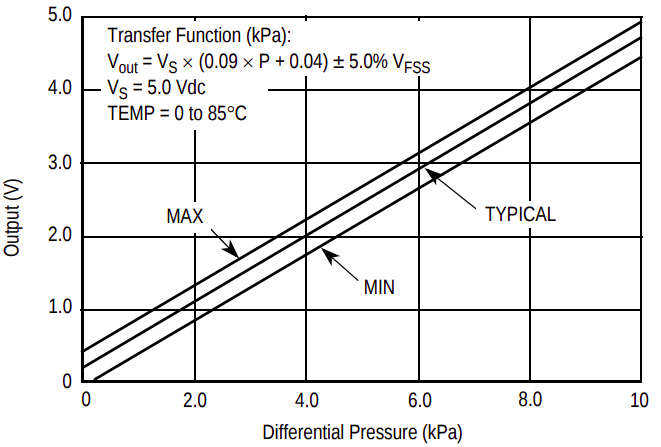 Transfer Function (kPa):
Vout = VS × (0.09 × P + 0.04) ± 5.0% VFSS
VS = 5.0 Vdc
TEMP = 0 to 85°C
5.0
4.0
3.0
2.0
1.0
0
Output (V)
MAX
TYPICAL
MIN
0
2.0
4.0
6.0
8.0
10
Differential Pressure (kPa)